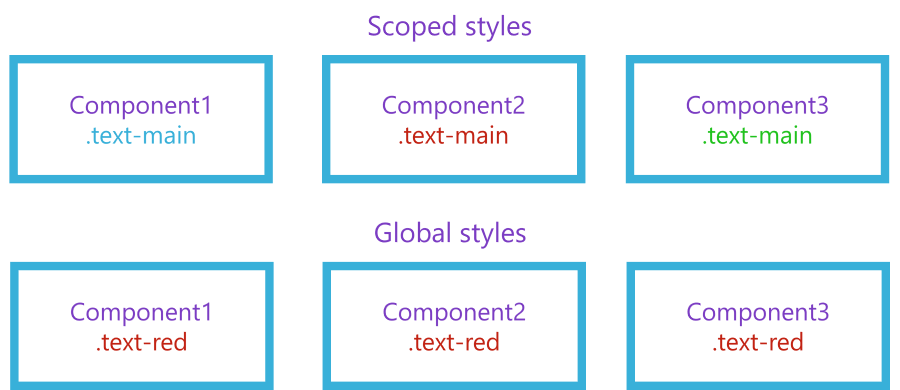 Scoped styles
Component1
.text-main
Component2
.text-main
Component3
.text-main
Global styles
Component1
.text-red
Component2
.text-red
Component3
.text-red